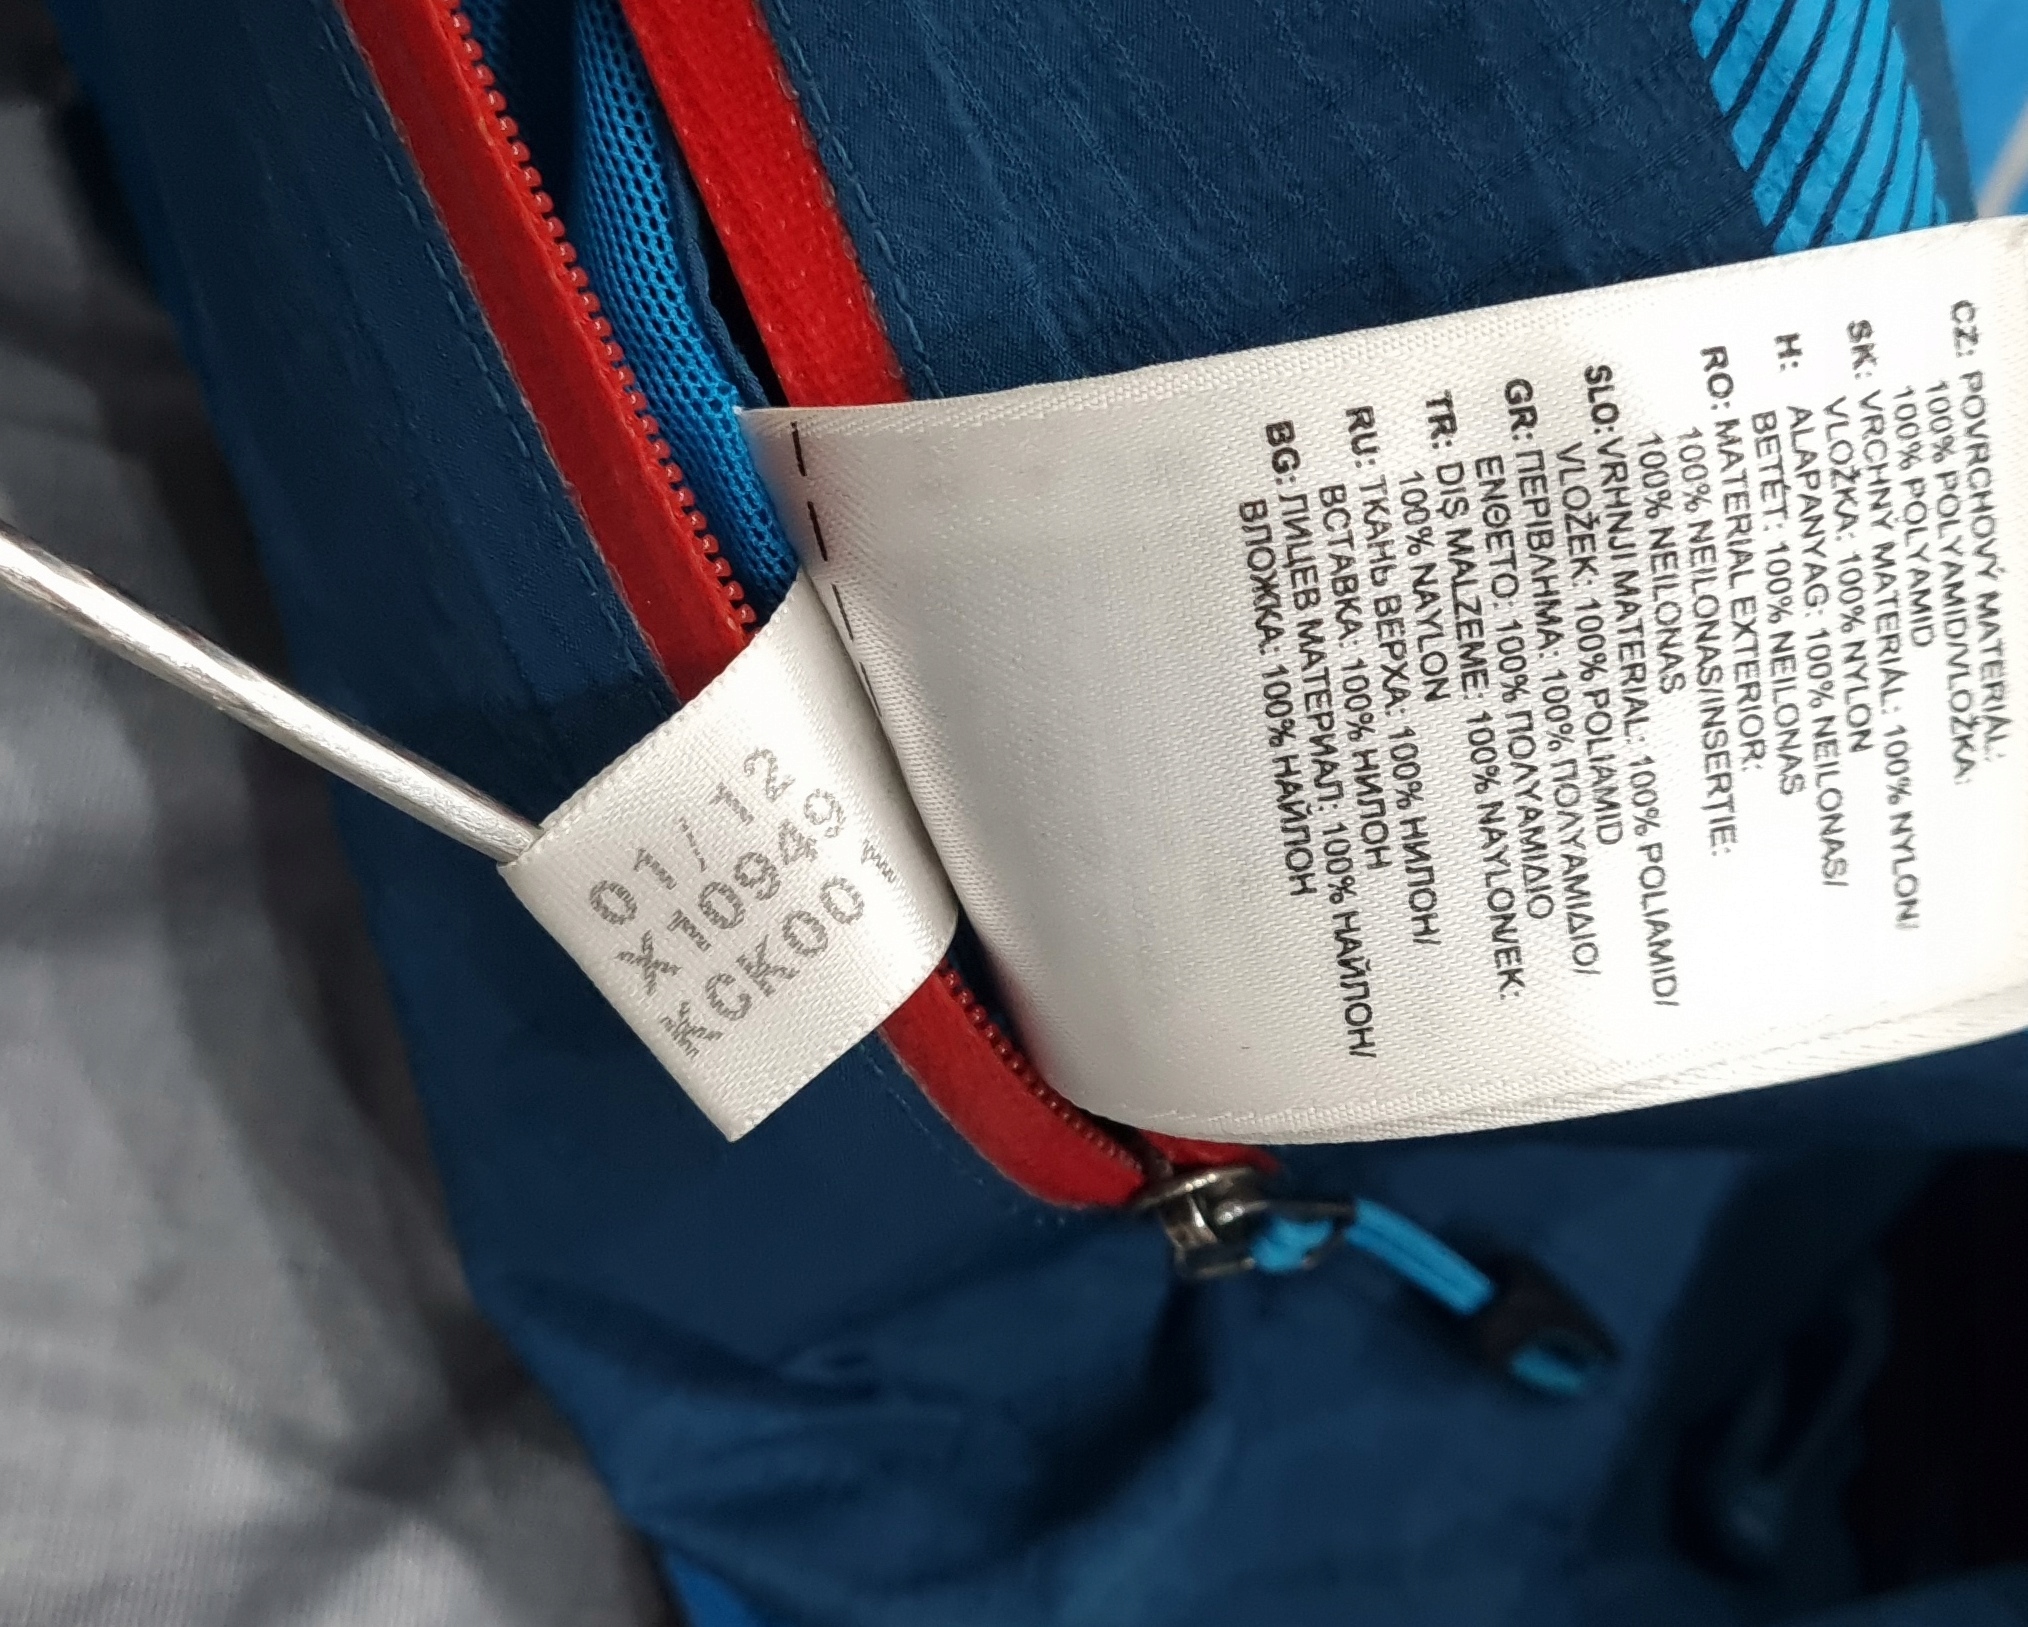 01/12
CZ: POVRCHOVÝ MATERIÁL:
100% POLYAMID/VLOŽKA:
100% POLYAMID
SK: VRCHNÝ MATERIÁL: 100% NYLON
VLOŽKA: 100% NYLON
H: ALAPANYAG: 100% NEILONAS/
BETÉT: 100% NEILONAS
RO: MATERIAL EXTERIOR:
100% NEILONAS/INSERȚIE:
100% NEILONAS
SLO: VRHNJI MATERIAL: 100% POLIAMID/
VLOŽEK: 100% POLIAMID
GR: ΠΕΡΙΒΛΗΜΑ: 100% ΠΟΛΥΑΜΙΔΙΟ/
ΕΝΘΕΤΟ: 100% ΠΟΛΥΑΜΙΔΙΟ
TR: DIŞ MALZEME: 100% NAYLON/EK:
100% NAYLON
RU: ТКАНЬ ВЕРХА: 100% НИЛОН/
ВСТАВКА: 100% НИЛОН
BG: ЛИЦЕВ МАТЕРИАЛ: 100% НАЙЛОН/
ВЛОЖКА: 100% НАЙЛОН